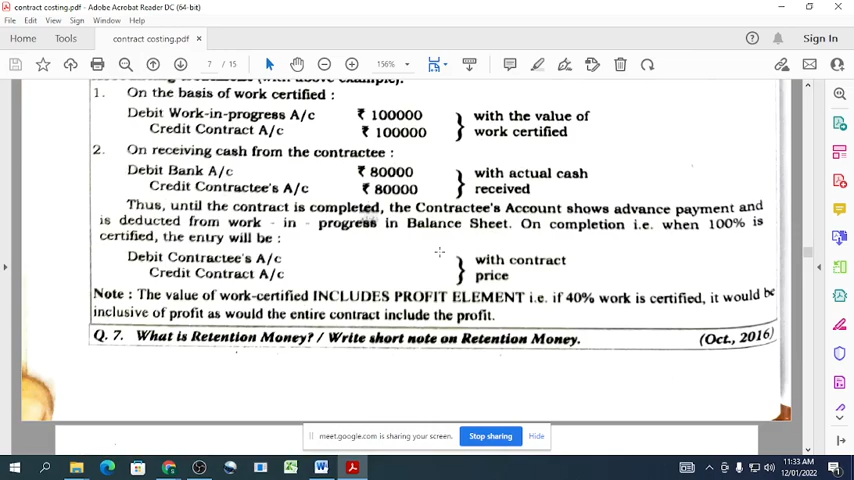 contract costing.pdf - Adobe Acrobat Reader DC (64-bit)
File Edit View Sign Window Help
Home Tools contract costing.pdf × Sign In
7 / 15 156%
1. On the basis of work certified :
Debit Work-in-progress A/c ₹ 100000 with the value of
Credit Contract A/c ₹ 100000 work certified
2. On receiving cash from the contractee :
Debit Bank A/c ₹ 80000 with actual cash
Credit Contractee's A/c ₹ 80000 received
Thus, until the contract is completed, the Contractee's Account shows advance payment and
is deducted from work - in - progress in Balance Sheet. On completion i.e. when 100% is
certified, the entry will be :
Debit Contractee's A/c with contract
Credit Contract A/c price
Note : The value of work-certified INCLUDES PROFIT ELEMENT i.e. if 40% work is certified, it would be
inclusive of profit as would the entire contract include the profit.
Q. 7. What is Retention Money? / Write short note on Retention Money. (Oct., 2016)
meet.google.com is sharing your screen. Stop sharing Hide
11:33 AM
12/01/2022